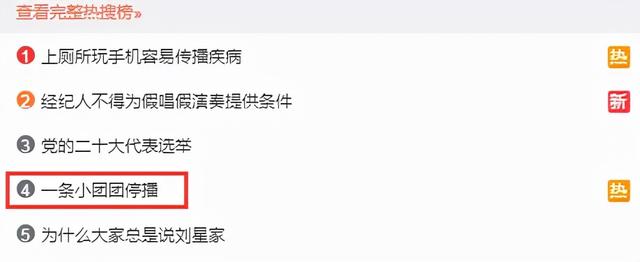 查看完整热搜榜»
1 上厕所玩手机容易传播疾病 热
2 经纪人不得为假唱假演奏提供条件 新
3 党的二十大代表选举
4 一条小团团停播 热
5 为什么大家总是说刘星家